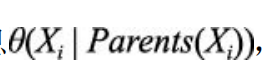 θ(X_i | Parents(X_i)),